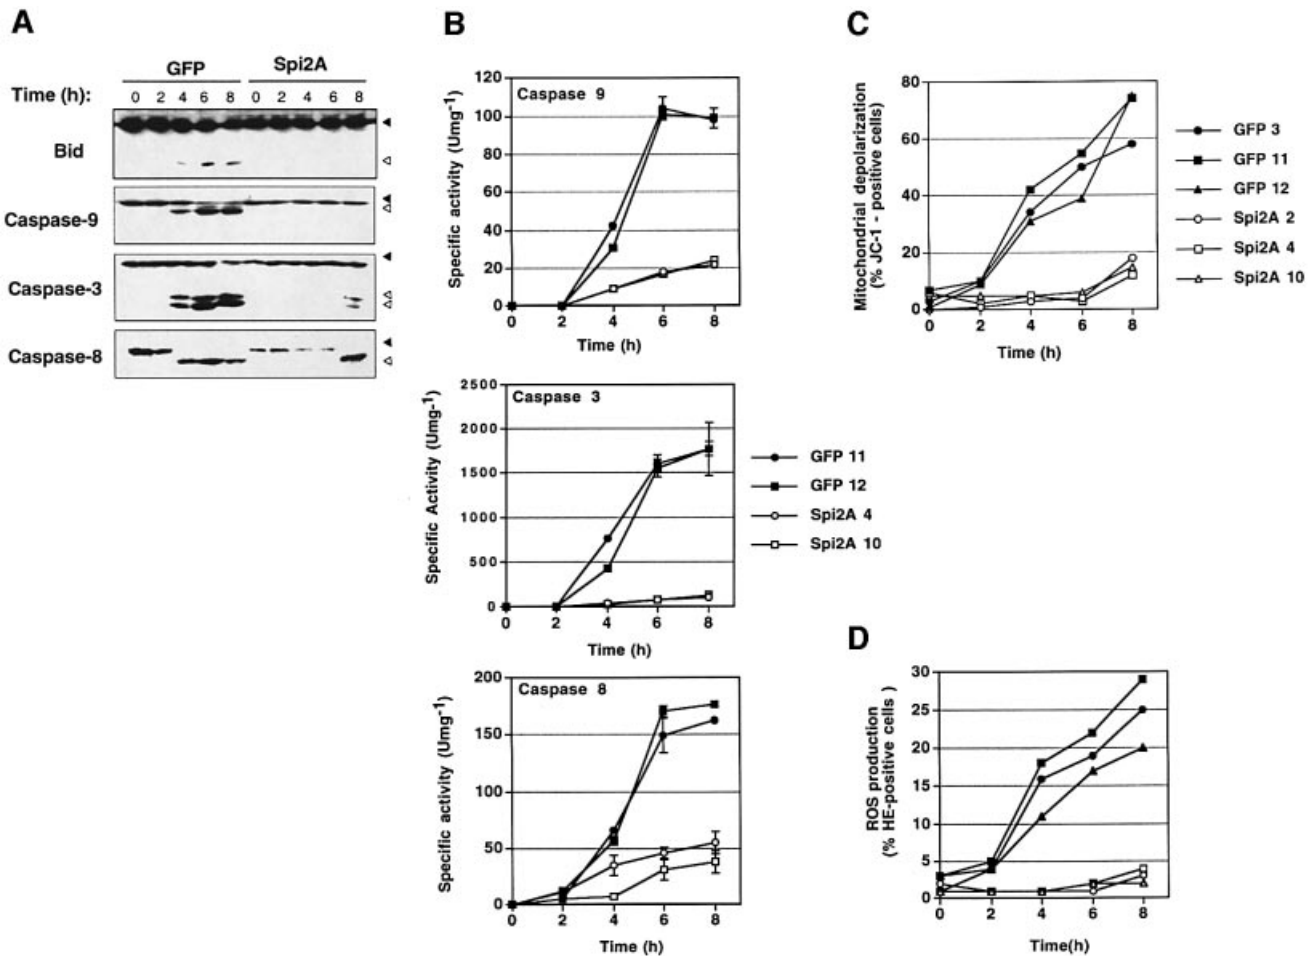 A
GFP Spi2A
Time (h): 0 2 4 6 8 0 2 4 6 8
Bid
Caspase-9
Caspase-3
Caspase-8
B
Caspase 9
Specific activity (Umg-1)
120
100
80
60
40
20
0
0 2 4 6 8
Time (h)
Caspase 3
Specific Activity (Umg-1)
2500
2000
1500
1000
500
0
0 2 4 6 8
Time (h)
GFP 11
GFP 12
Spi2A 4
Spi2A 10
Caspase 8
Specific activity (Umg-1)
200
150
100
50
0
0 2 4 6 8
Time (h)
C
Mitochondrial depolarization
(% JC-1 - positive cells)
80
60
40
20
0
0 2 4 6 8
Time (h)
GFP 3
GFP 11
GFP 12
Spi2A 2
Spi2A 4
Spi2A 10
D
ROS production
(% HE-positive cells )
30
25
20
15
10
5
0
0 2 4 6 8
Time(h)